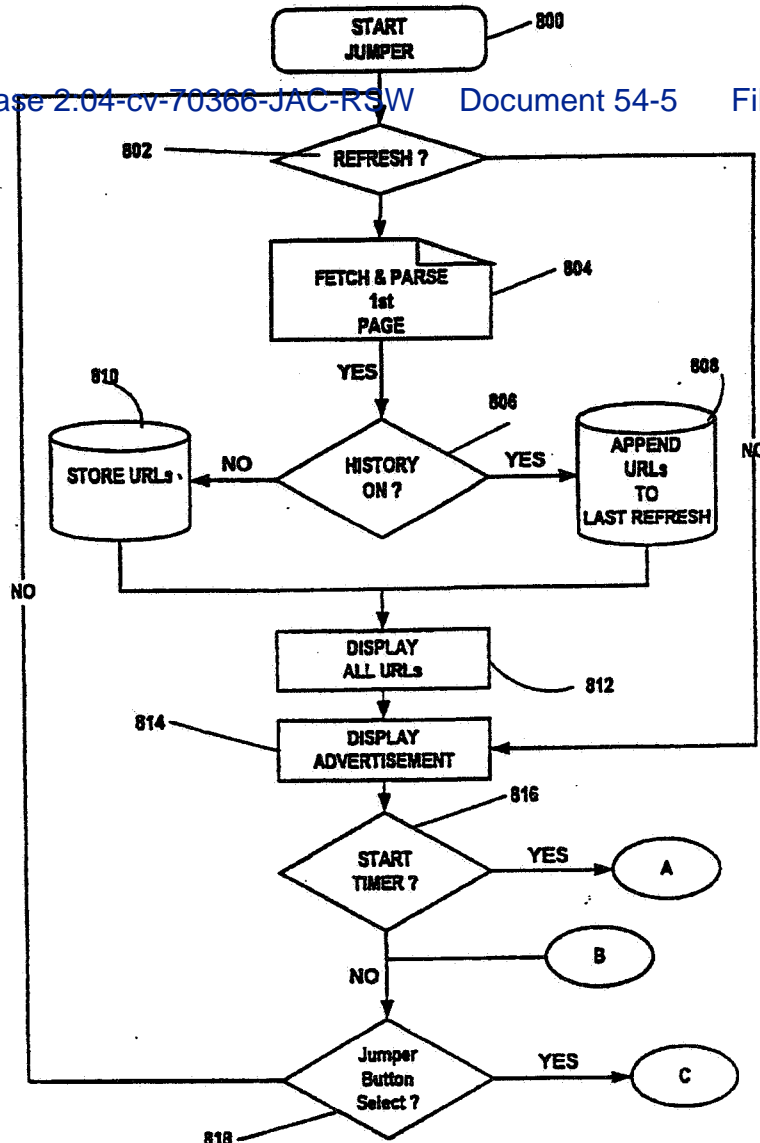 START
JUMPER
800
ase 2:04-cv-70366-JAC-RSW Document 54-5 Fil
802
REFRESH ?
FETCH & PARSE
1st
PAGE
804
YES
810
808
806
STORE URLs
NO
HISTORY
ON ?
YES
APPEND
URLs
TO
LAST REFRESH
NO
NO
DISPLAY
ALL URLs
812
814
DISPLAY
ADVERTISEMENT
816
START
TIMER ?
YES
A
B
NO
Jumper
Button
Select ?
YES
C
818